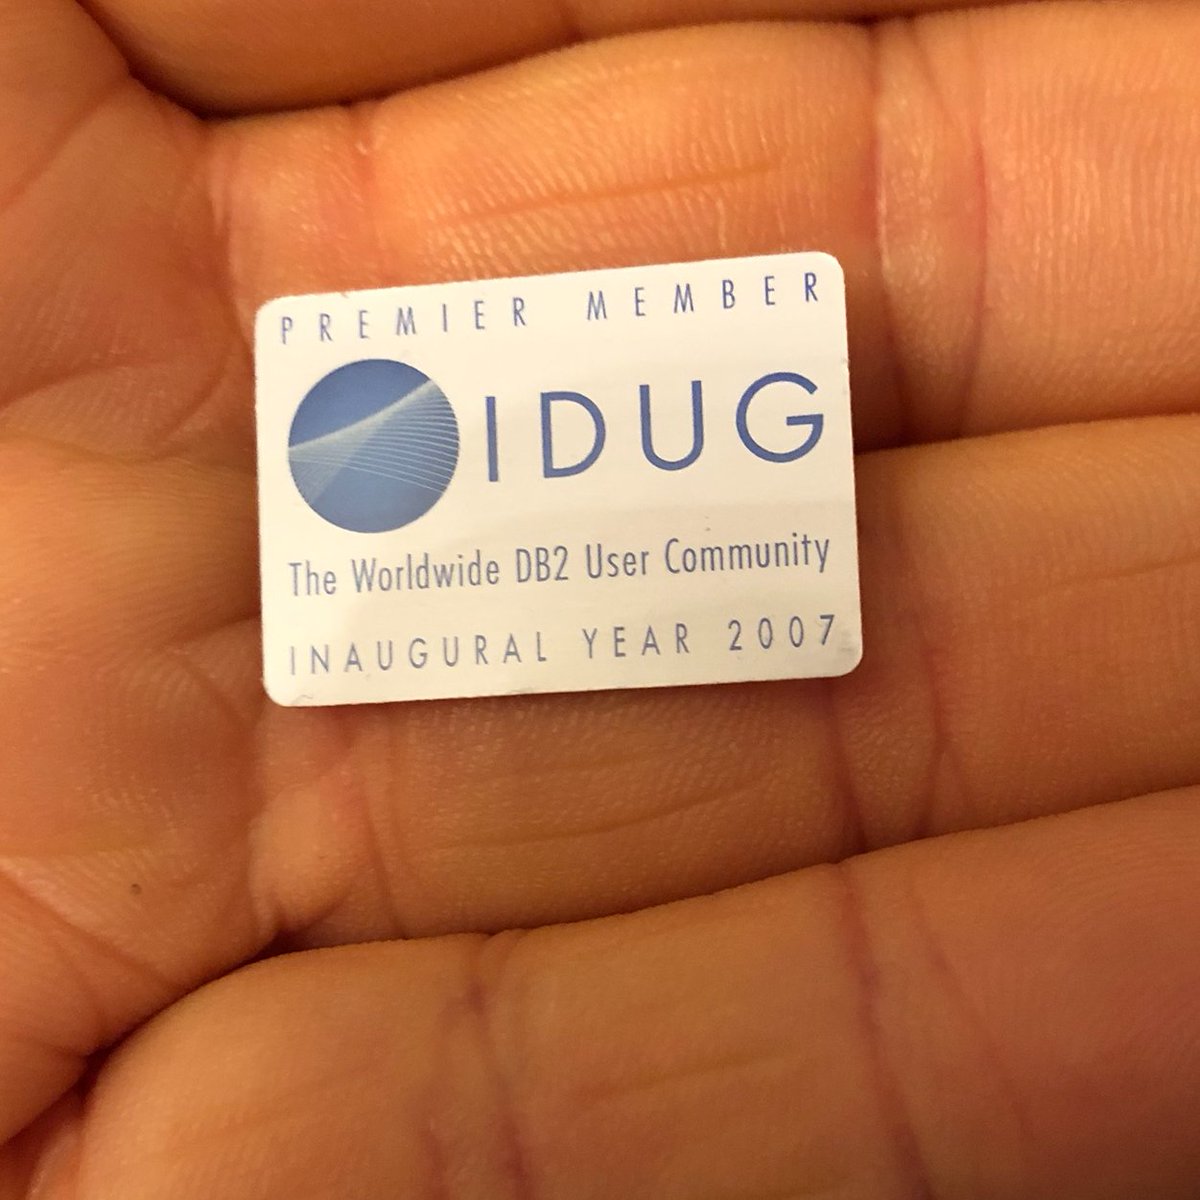 PREMIER MEMBER
IDUG
The Worldwide DB2 User Community
INAUGURAL YEAR 2007